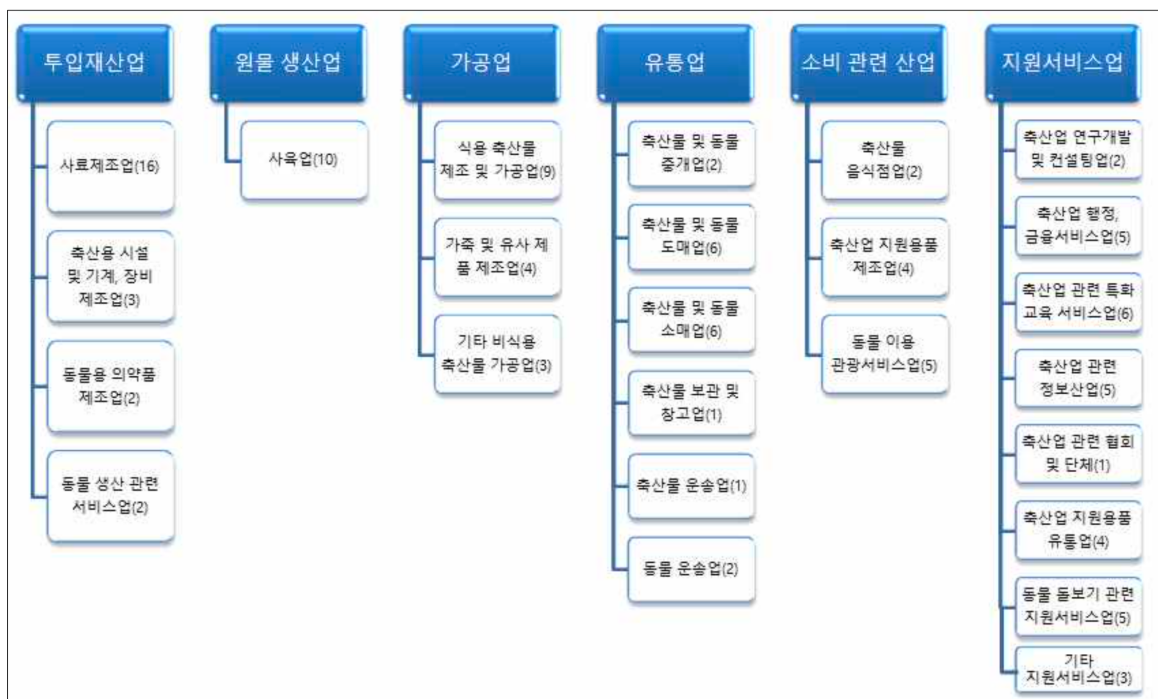 투입재산업
사료제조업(16)
축산용 시설
및 기계, 장비
제조업(3)
동물용 의약품
제조업(2)
동물 생산 관련
서비스업(2)
원물 생산업
사육업(10)
가공업
식용 축산물
제조 및 가공업(9)
가죽 및 유사 제
품 제조업(4)
기타 비식용
축산물 가공업(3)
유통업
축산물 및 동물
중개업(2)
축산물 및 동물
도매업(6)
축산물 및 동물
소매업(6)
축산물 보관 및
창고업(1)
축산물 운송업(1)
동물 운송업(2)
소비 관련 산업
축산물
음식점업(2)
축산업 지원용품
제조업(4)
동물 이용
관광서비스업(5)
지원서비스업
축산업 연구개발
및 컨설팅업(2)
축산업 행정,
금융서비스업(5)
축산업 관련 특화
교육 서비스업(6)
축산업 관련
정보산업(5)
축산업 관련 협회
및 단체(1)
축산업 지원용품
유통업(4)
동물 돌보기 관련
지원서비스업(5)
기타
지원서비스업(3)